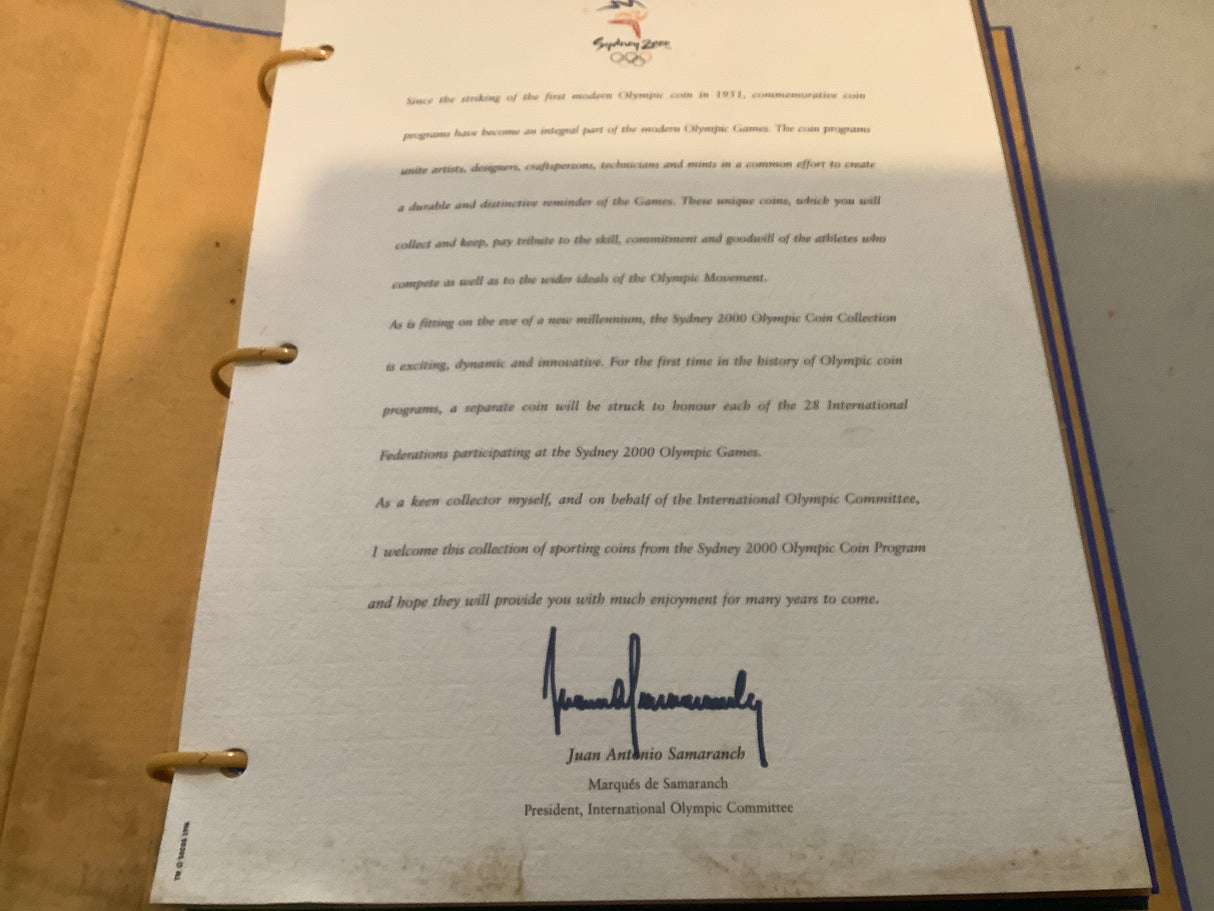 Sydney 2000
Since the striking of the first modern Olympic coin in 1951, commemorative coin
programs have become an integral part of the modern Olympic Games. The coin programs
unite artists, designers, craftspersons, technicians and mints in a common effort to create
a durable and distinctive reminder of the Games. These unique coins, which you will
collect and keep, pay tribute to the skill, commitment and goodwill of the athletes who
compete as well as to the wider ideals of the Olympic Movement.
As is fitting on the eve of a new millennium, the Sydney 2000 Olympic Coin Collection
is exciting, dynamic and innovative. For the first time in the history of Olympic coin
programs, a separate coin will be struck to honour each of the 28 International
Federations participating at the Sydney 2000 Olympic Games.
As a keen collector myself, and on behalf of the International Olympic Committee,
I welcome this collection of sporting coins from the Sydney 2000 Olympic Coin Program
and hope they will provide you with much enjoyment for many years to come.
Juan Antonio Samaranch
Marqués de Samaranch
President, International Olympic Committee
TM © SOCOG 1998